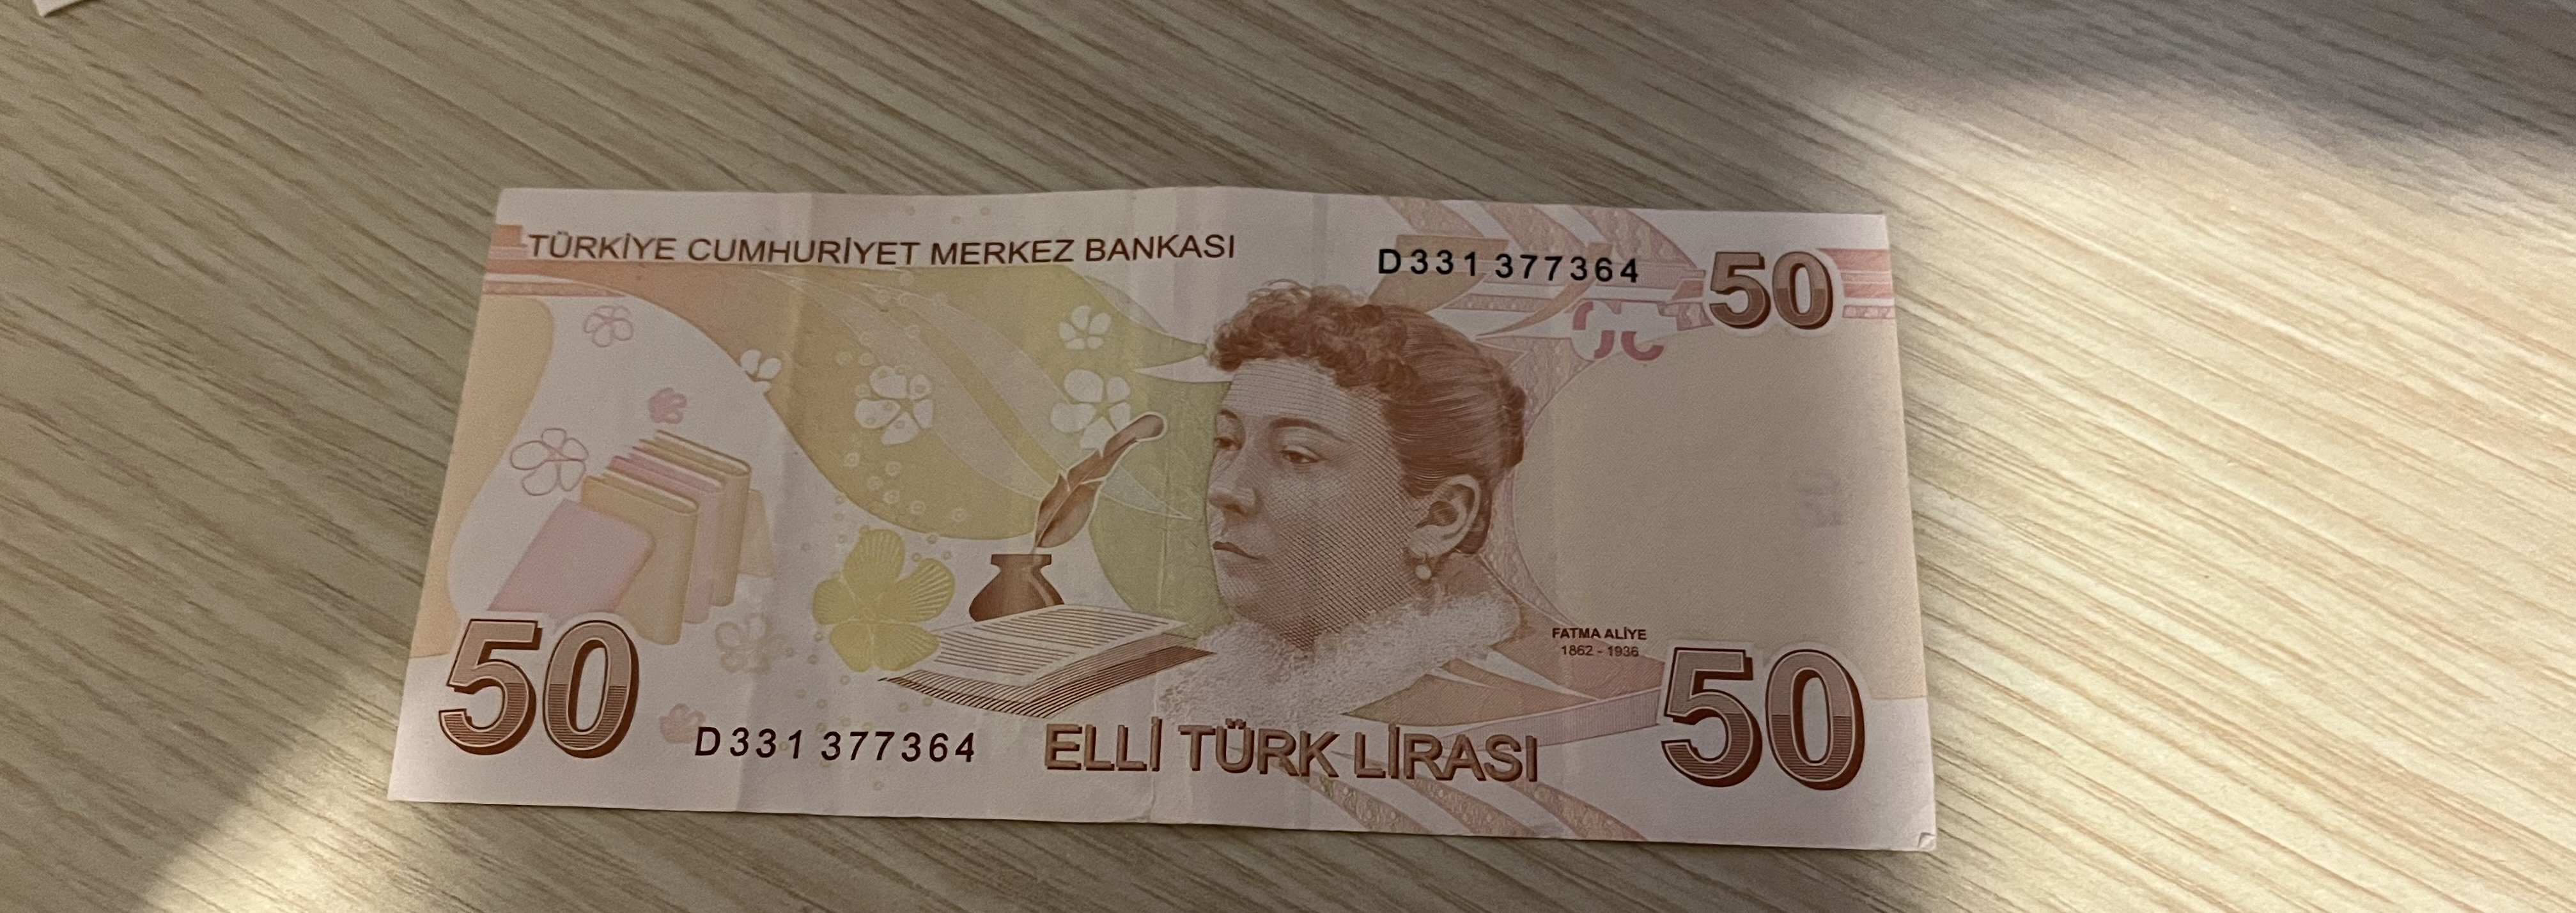 TÜRKİYE CUMHURİYET MERKEZ BANKASI
D331 377364
50
FATMA ALİYE
1862 - 1936
50
D331 377364
ELLİ TÜRK LİRASI
50